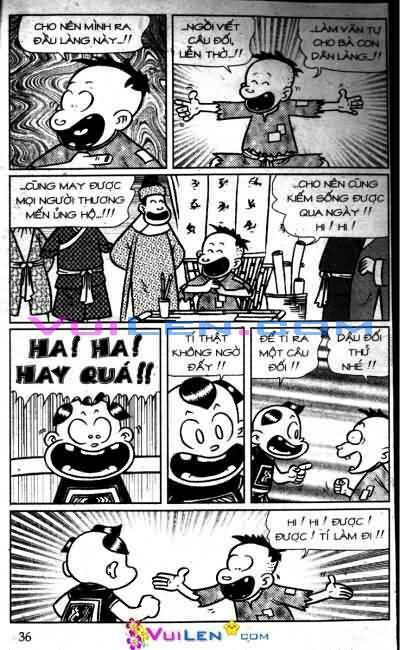 CHO NÊN MÌNH RA
ĐẦU LÀNG NÀY..!!
..NGỒI VIẾT
CÂU ĐỐI,
LIỄN THỜ..!!
..LÀM VĂN TỰ
CHO BÀ CON
DÂN LÀNG..!!
..CŨNG MAY ĐƯỢC
MỌI NGƯỜI THƯƠNG
MẾN ỦNG HỘ..!!!
..CHO NÊN CŨNG
KIẾM SỐNG ĐƯỢC
QUA NGÀY!!
HI! HI!
VUILEN.COM
HA! HA!
HAY QUÁ!!
TÍ THẬT
KHÔNG NGỜ
ĐẤY!!
ĐỂ TÍ RA
MỘT CÂU
ĐỐI!!
DẬU ĐỐI
THỬ
NHÉ!!
HI! HI! ĐƯỢC!
ĐƯỢC! TÍ LÀM ĐI!!
36
VUILEN.COM